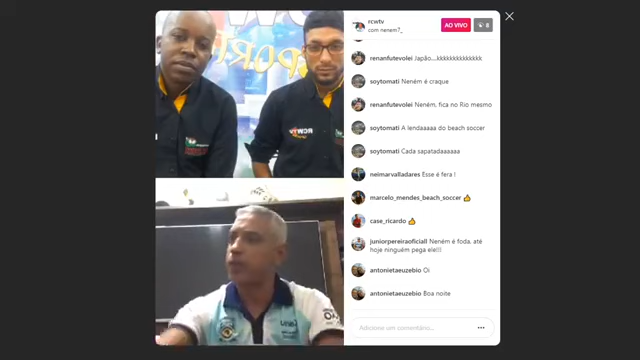 rcwtv
com nenem?_
AO VIVO
8
renanfutevolei Japão....kkkkkkkkkkkkkk
soytomati Neném é craque
renanfutevolei Neném, fica no Rio mesmo
soytomati A lendaaaaa do beach soccer
soytomati Cada sapatadaaaaaa
neimarvalladares Esse é fera !
marcelo_mendes_beach_soccer 👍
case_ricardo 👍
juniorpereiraoficiall Neném é foda, até
hoje ninguém pega ele!!!
antonietaeuzebio Oi
antonietaeuzebio Boa noite
Adicione um comentário...